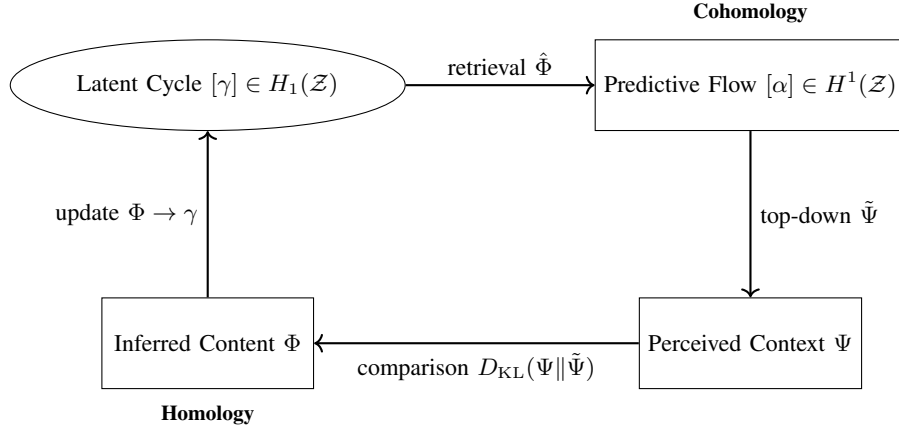 Cohomology
Latent Cycle [γ] ∈ H₁(𝒵)
retrieval Φ̂
Predictive Flow [α] ∈ H¹(𝒵)
update Φ → γ
top-down Ψ̃
Inferred Content Φ
comparison D_KL(Ψ∥Ψ̃)
Perceived Context Ψ
Homology